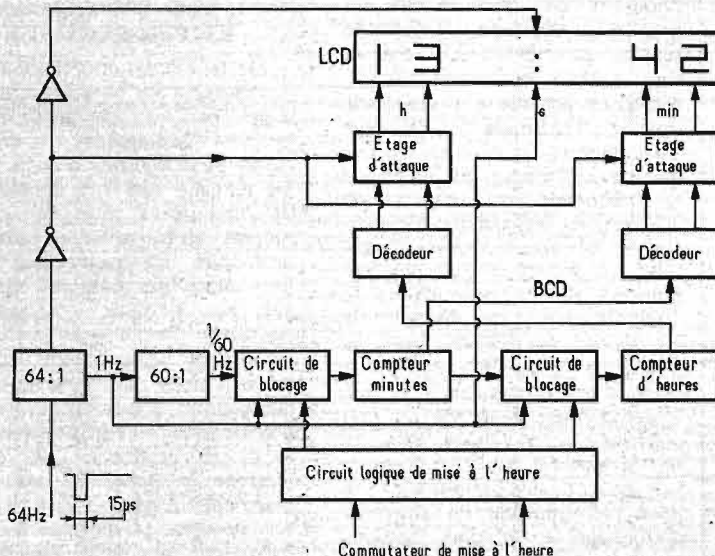 LCD
13 : 42
h
s
min
Etage
d'attaque
Etage
d'attaque
Décodeur
Décodeur
BCD
64:1
1Hz
60:1
1/60
Hz
Circuit de
blocage
Compteur
minutes
Circuit de
blocage
Compteur
d'heures
Circuit logique de mise à l'heure
64Hz
15µs
Commutateur de mise à l'heure